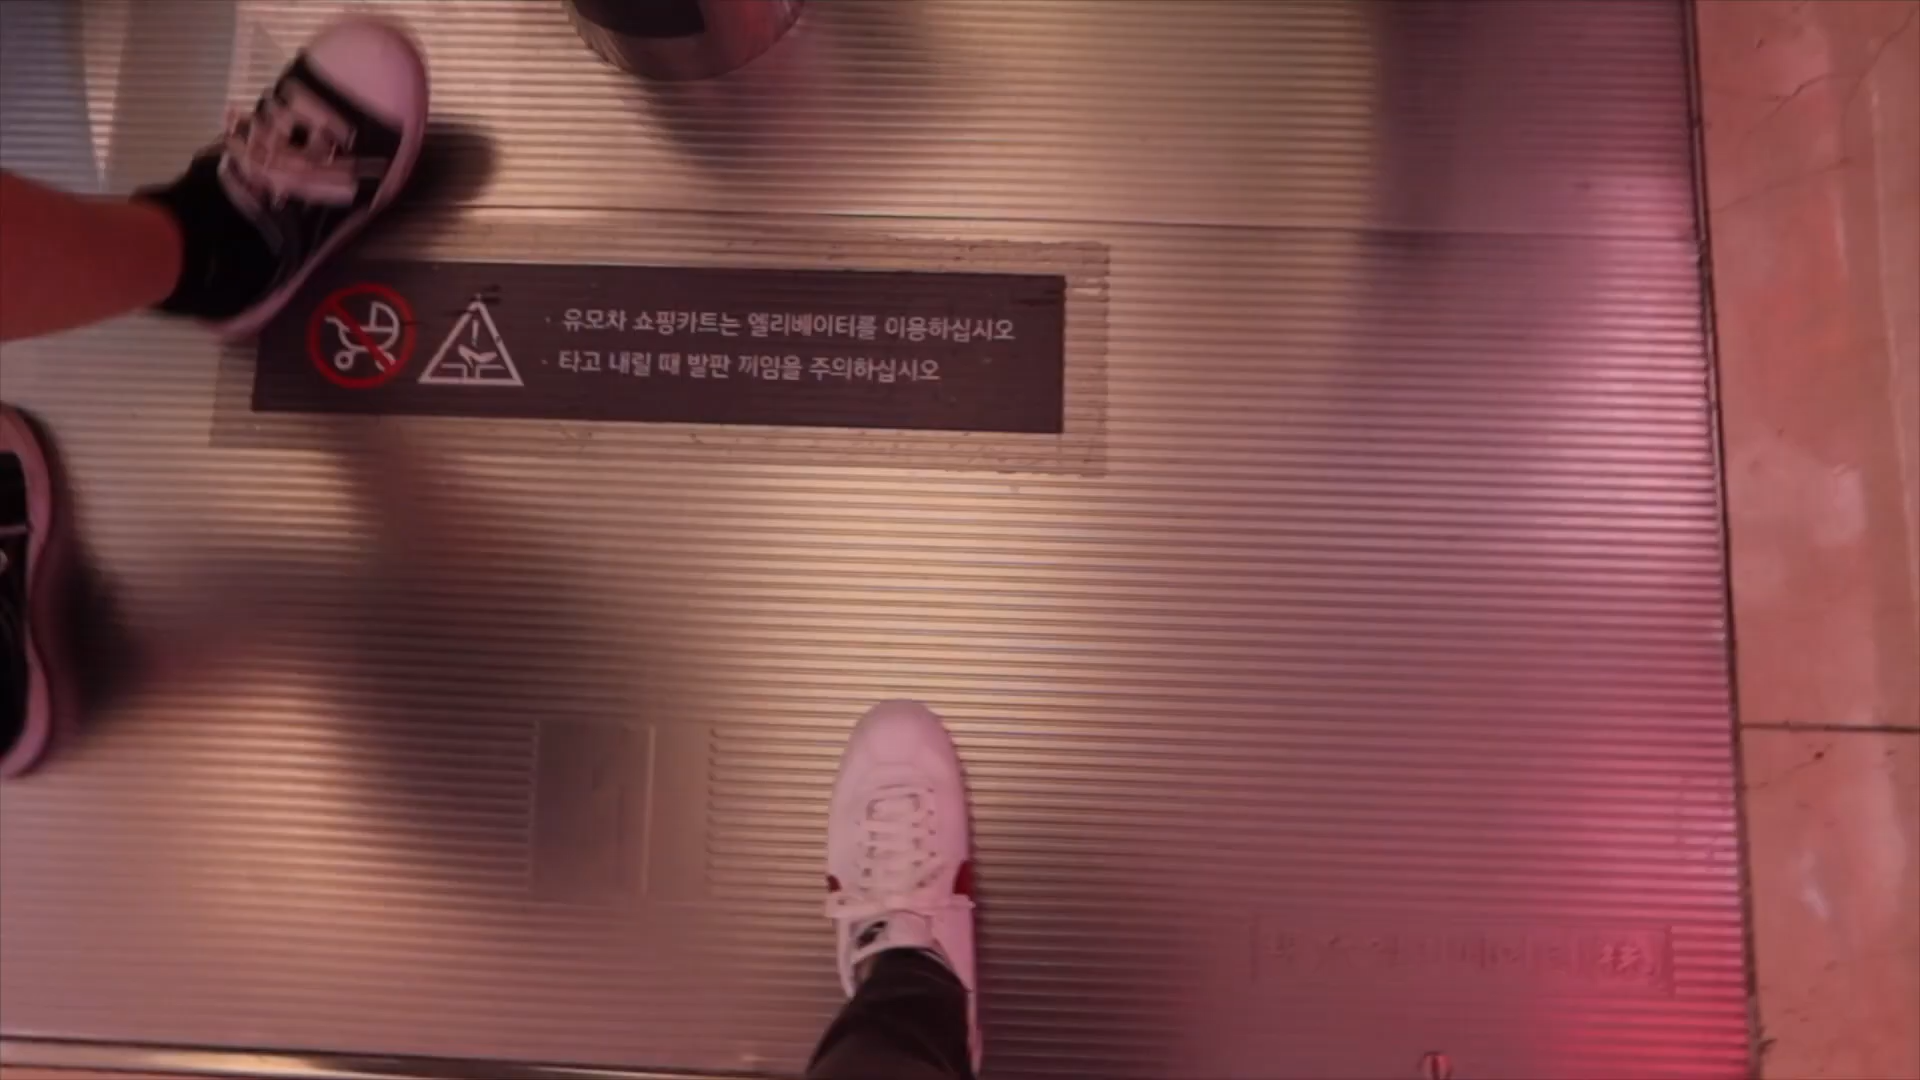 · 유모차 쇼핑카트는 엘리베이터를 이용하십시오
· 타고 내릴 때 발판 끼임을 주의하십시오